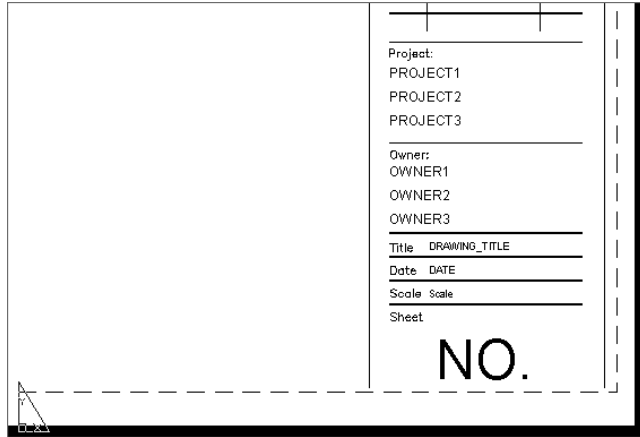 Project:
PROJECT1
PROJECT2
PROJECT3
Owner:
OWNER1
OWNER2
OWNER3
Title DRAWING_TITLE
Date DATE
Scale Scale
Sheet
NO.